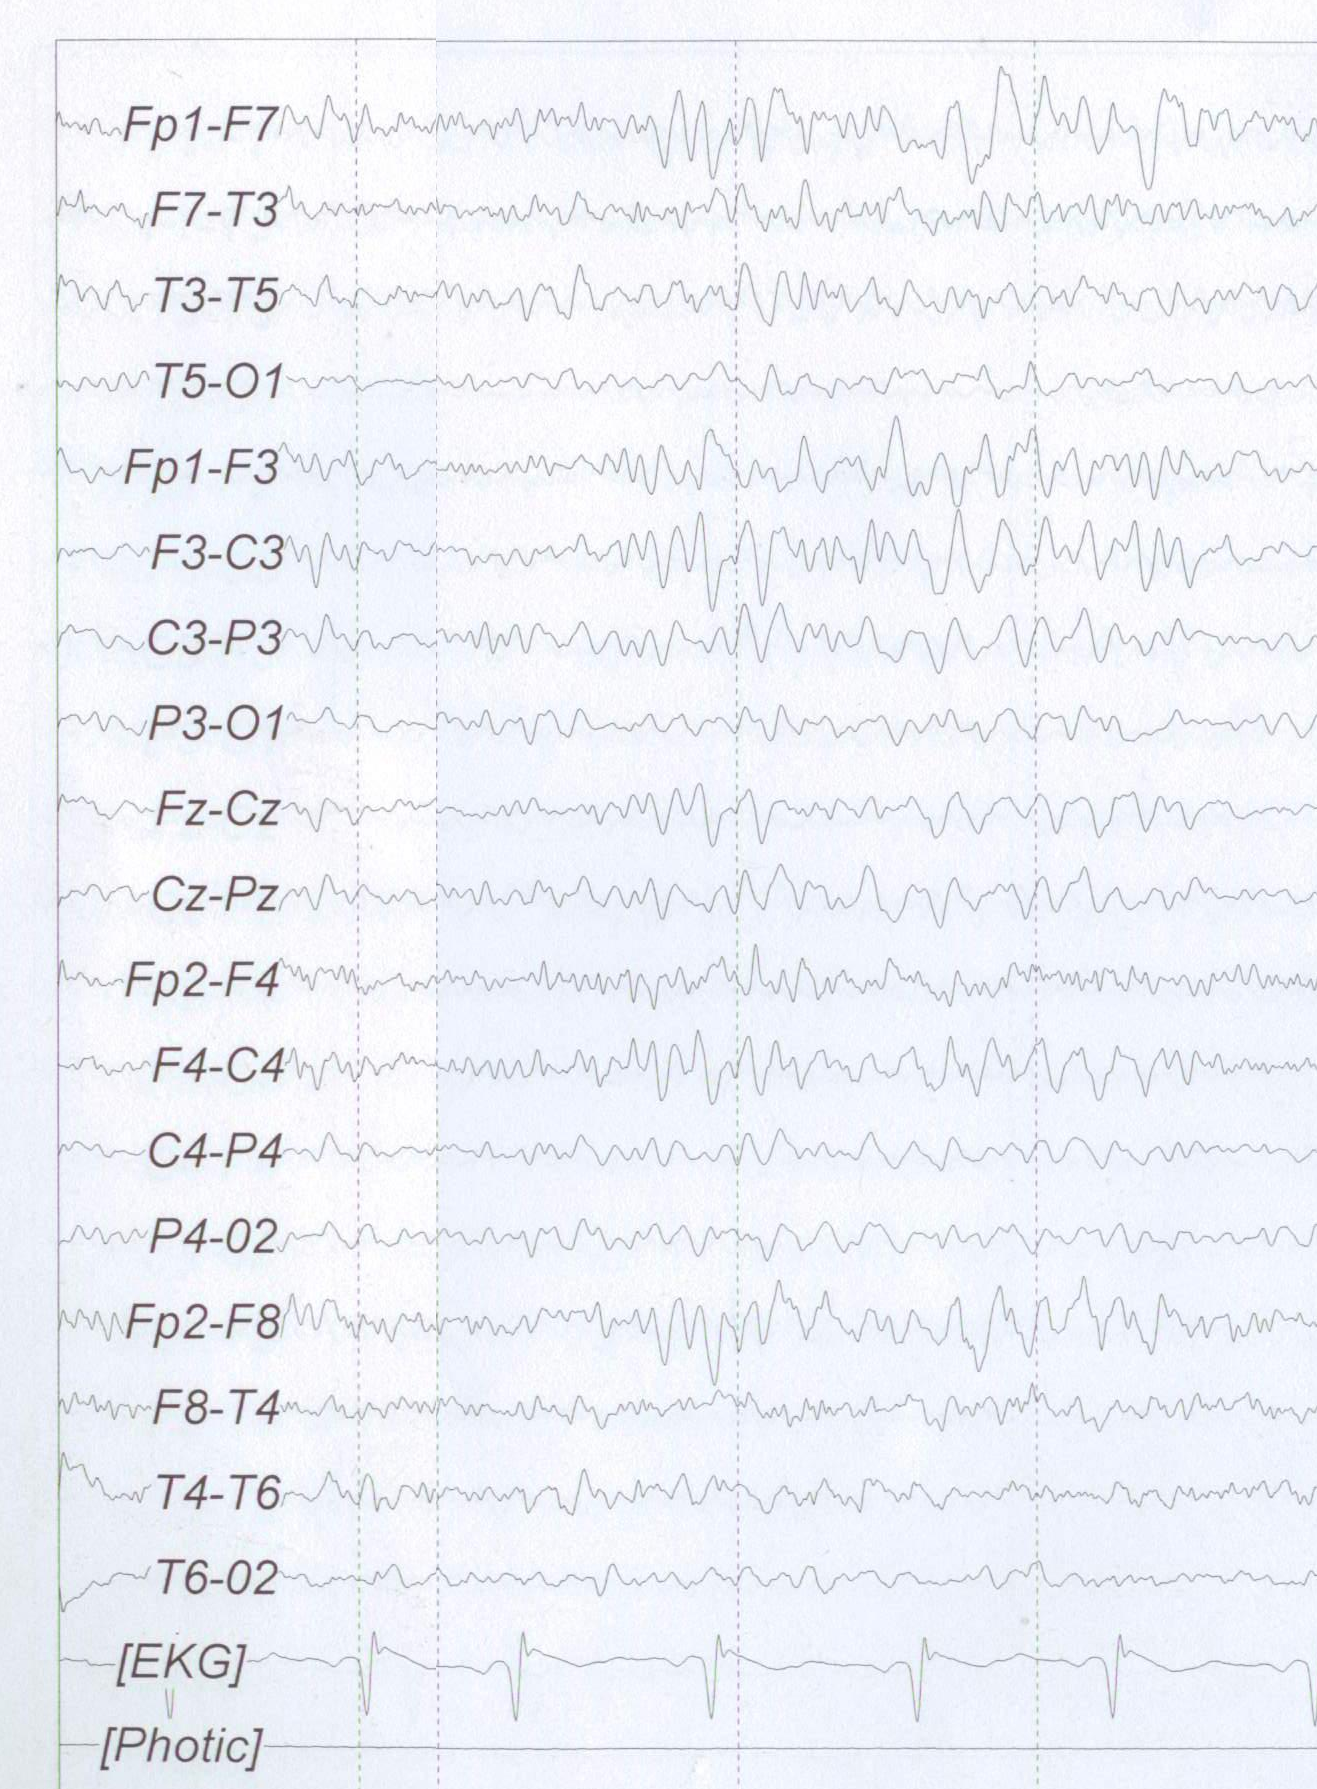 Fp1-F7
F7-T3
T3-T5
T5-O1
Fp1-F3
F3-C3
C3-P3
P3-O1
Fz-Cz
Cz-Pz
Fp2-F4
F4-C4
C4-P4
P4-02
Fp2-F8
F8-T4
T4-T6
T6-02
[EKG]
[Photic]